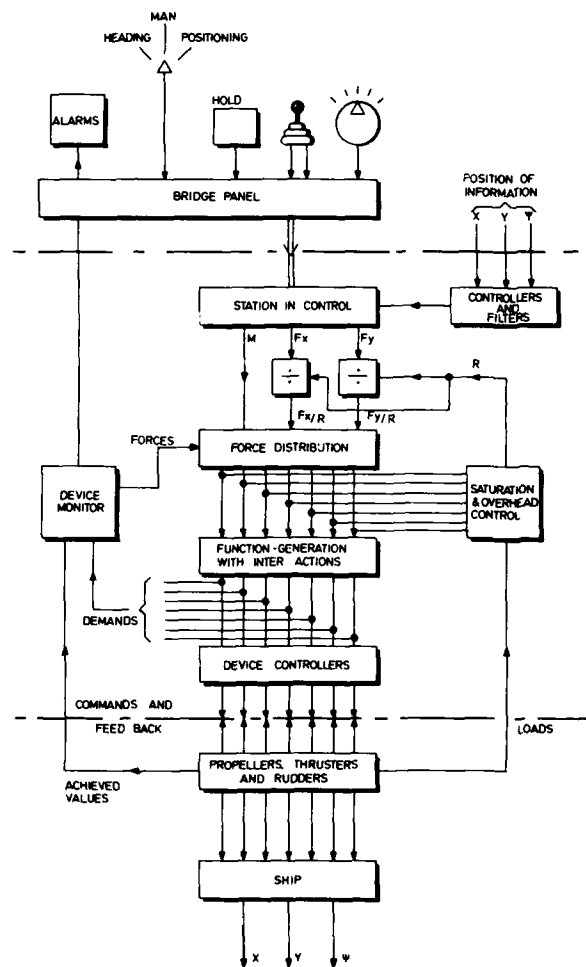 MAN
HEADING
POSITIONING
HOLD
ALARMS
BRIDGE PANEL
POSITION OF
INFORMATION
X
Y
Ψ
STATION IN CONTROL
CONTROLLERS
AND
FILTERS
M
Fx
Fy
÷
÷
R
Fx/R
Fy/R
FORCES
FORCE DISTRIBUTION
DEVICE
MONITOR
SATURATION
& OVERHEAD
CONTROL
FUNCTION-GENERATION
WITH INTER ACTIONS
DEMANDS
DEVICE CONTROLLERS
COMMANDS AND
FEED BACK
LOADS
PROPELLERS, THRUSTERS
AND RUDDERS
ACHIEVED
VALUES
SHIP
X
Y
Ψ